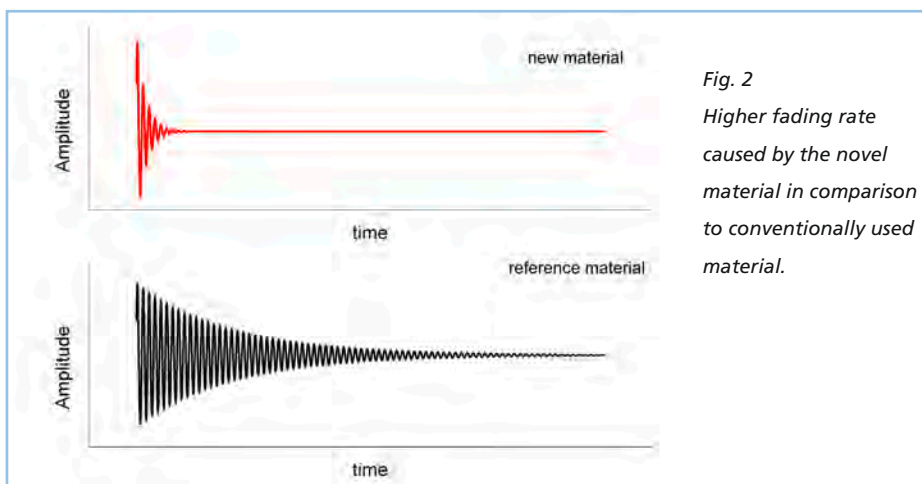 new material
Amplitude
time
reference material
Amplitude
time
Fig. 2
Higher fading rate
caused by the novel
material in comparison
to conventionally used
material.